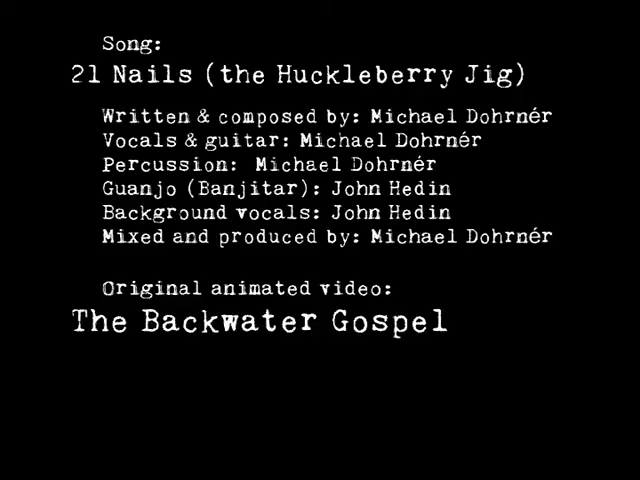 Song:
21 Nails (the Huckleberry Jig)
Written & composed by: Michael Dohrnér
Vocals & guitar: Michael Dohrnér
Percussion: Michael Dohrnér
Guanjo (Banjitar): John Hedin
Background vocals: John Hedin
Mixed and produced by: Michael Dohrnér
Original animated video:
The Backwater Gospel